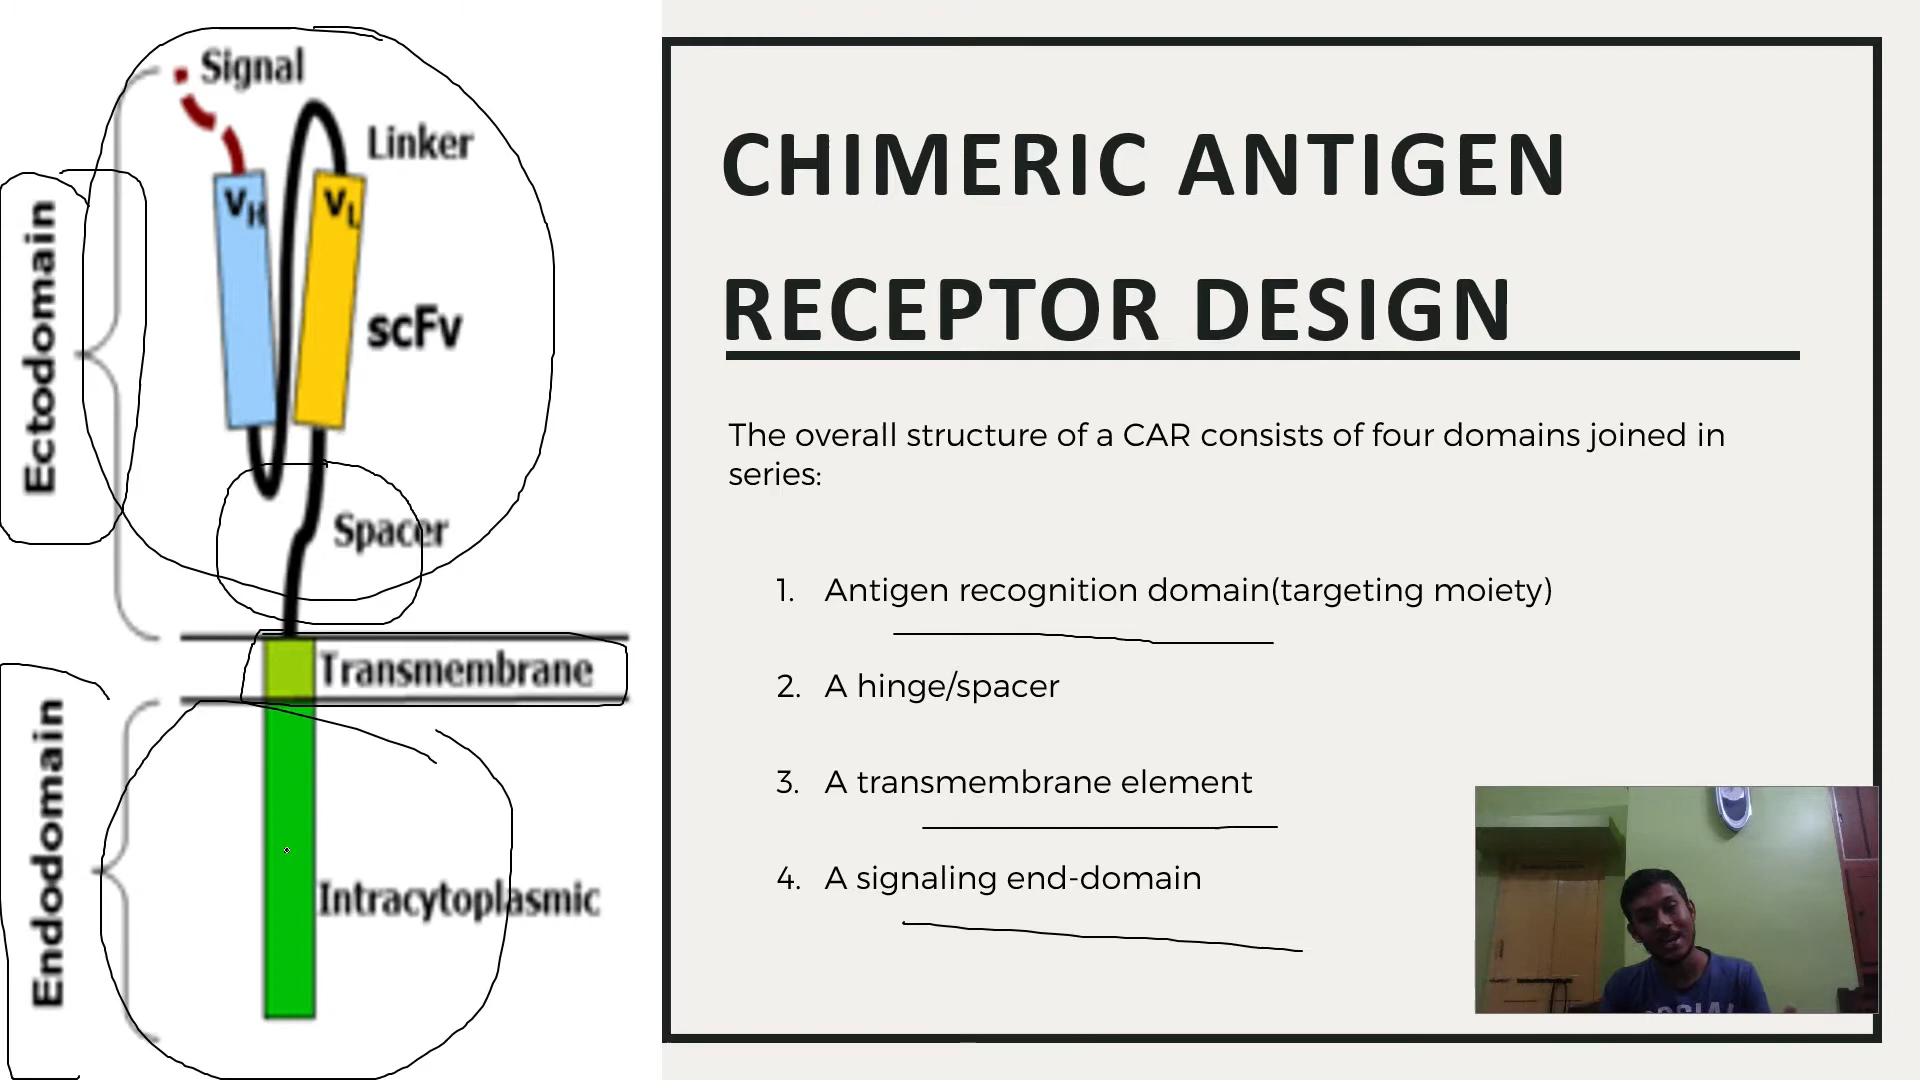 Signal
Linker
VH
VL
scFv
Spacer
Ectodomain
Transmembrane
Endodomain
Intracytoplasmic
CHIMERIC ANTIGEN
RECEPTOR DESIGN
The overall structure of a CAR consists of four domains joined in
series:
1. Antigen recognition domain(targeting moiety)
2. A hinge/spacer
3. A transmembrane element
4. A signaling end-domain